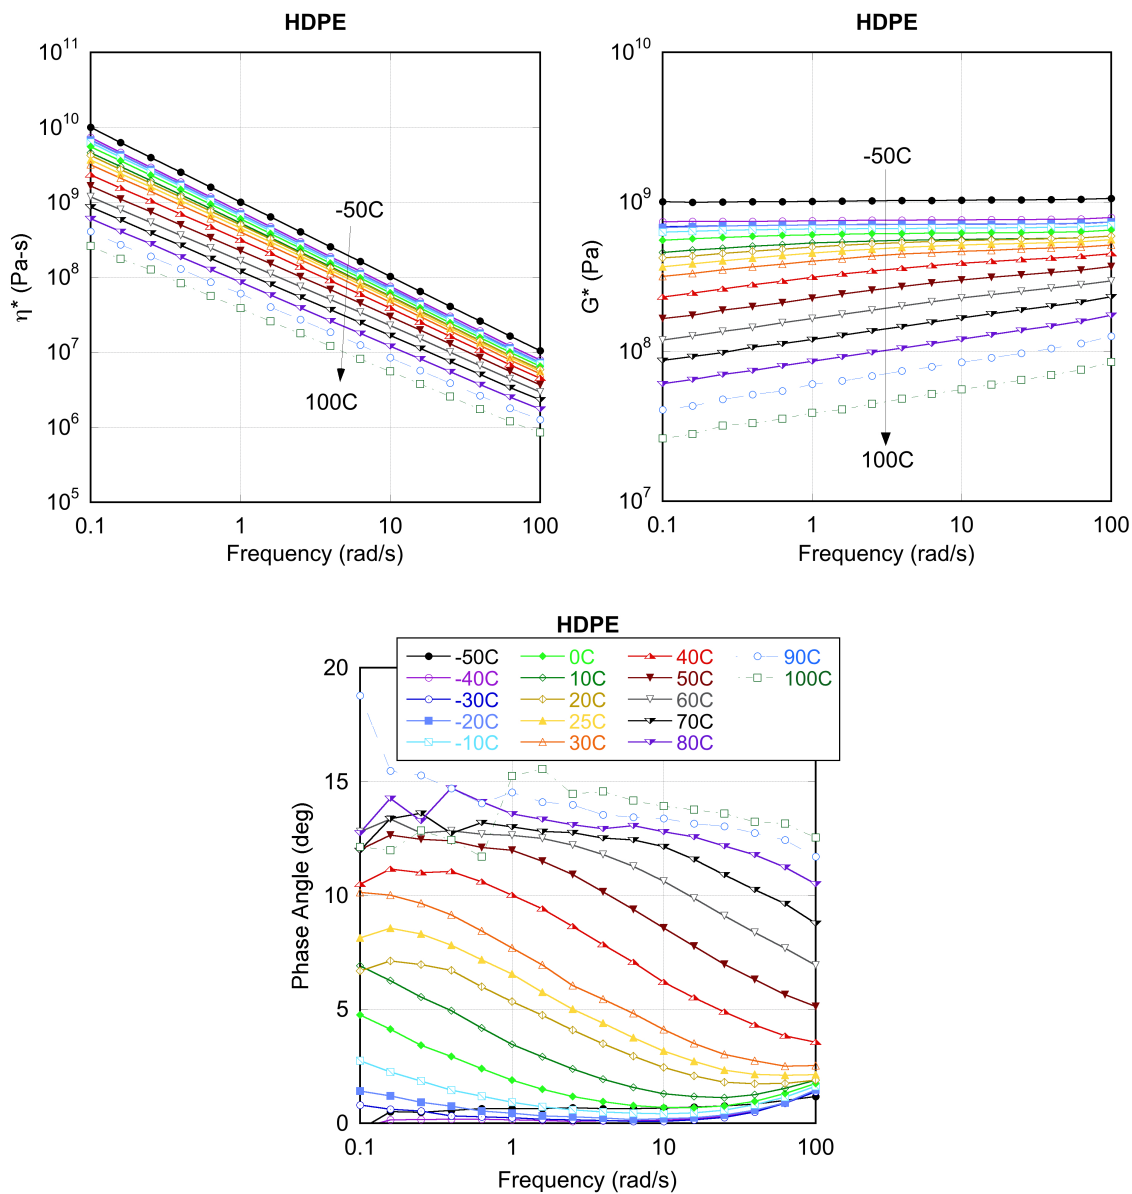 HDPE
10^11
10^10
10^9
10^8
10^7
10^6
10^5
η* (Pa-s)
-50C
100C
0.1 1 10 100
Frequency (rad/s)
HDPE
10^10
10^9
10^8
10^7
G* (Pa)
-50C
100C
0.1 1 10 100
Frequency (rad/s)
HDPE
-50C 0C 40C 90C
-40C 10C 50C 100C
-30C 20C 60C
-20C 25C 70C
-10C 30C 80C
20
15
10
5
0
Phase Angle (deg)
0.1 1 10 100
Frequency (rad/s)